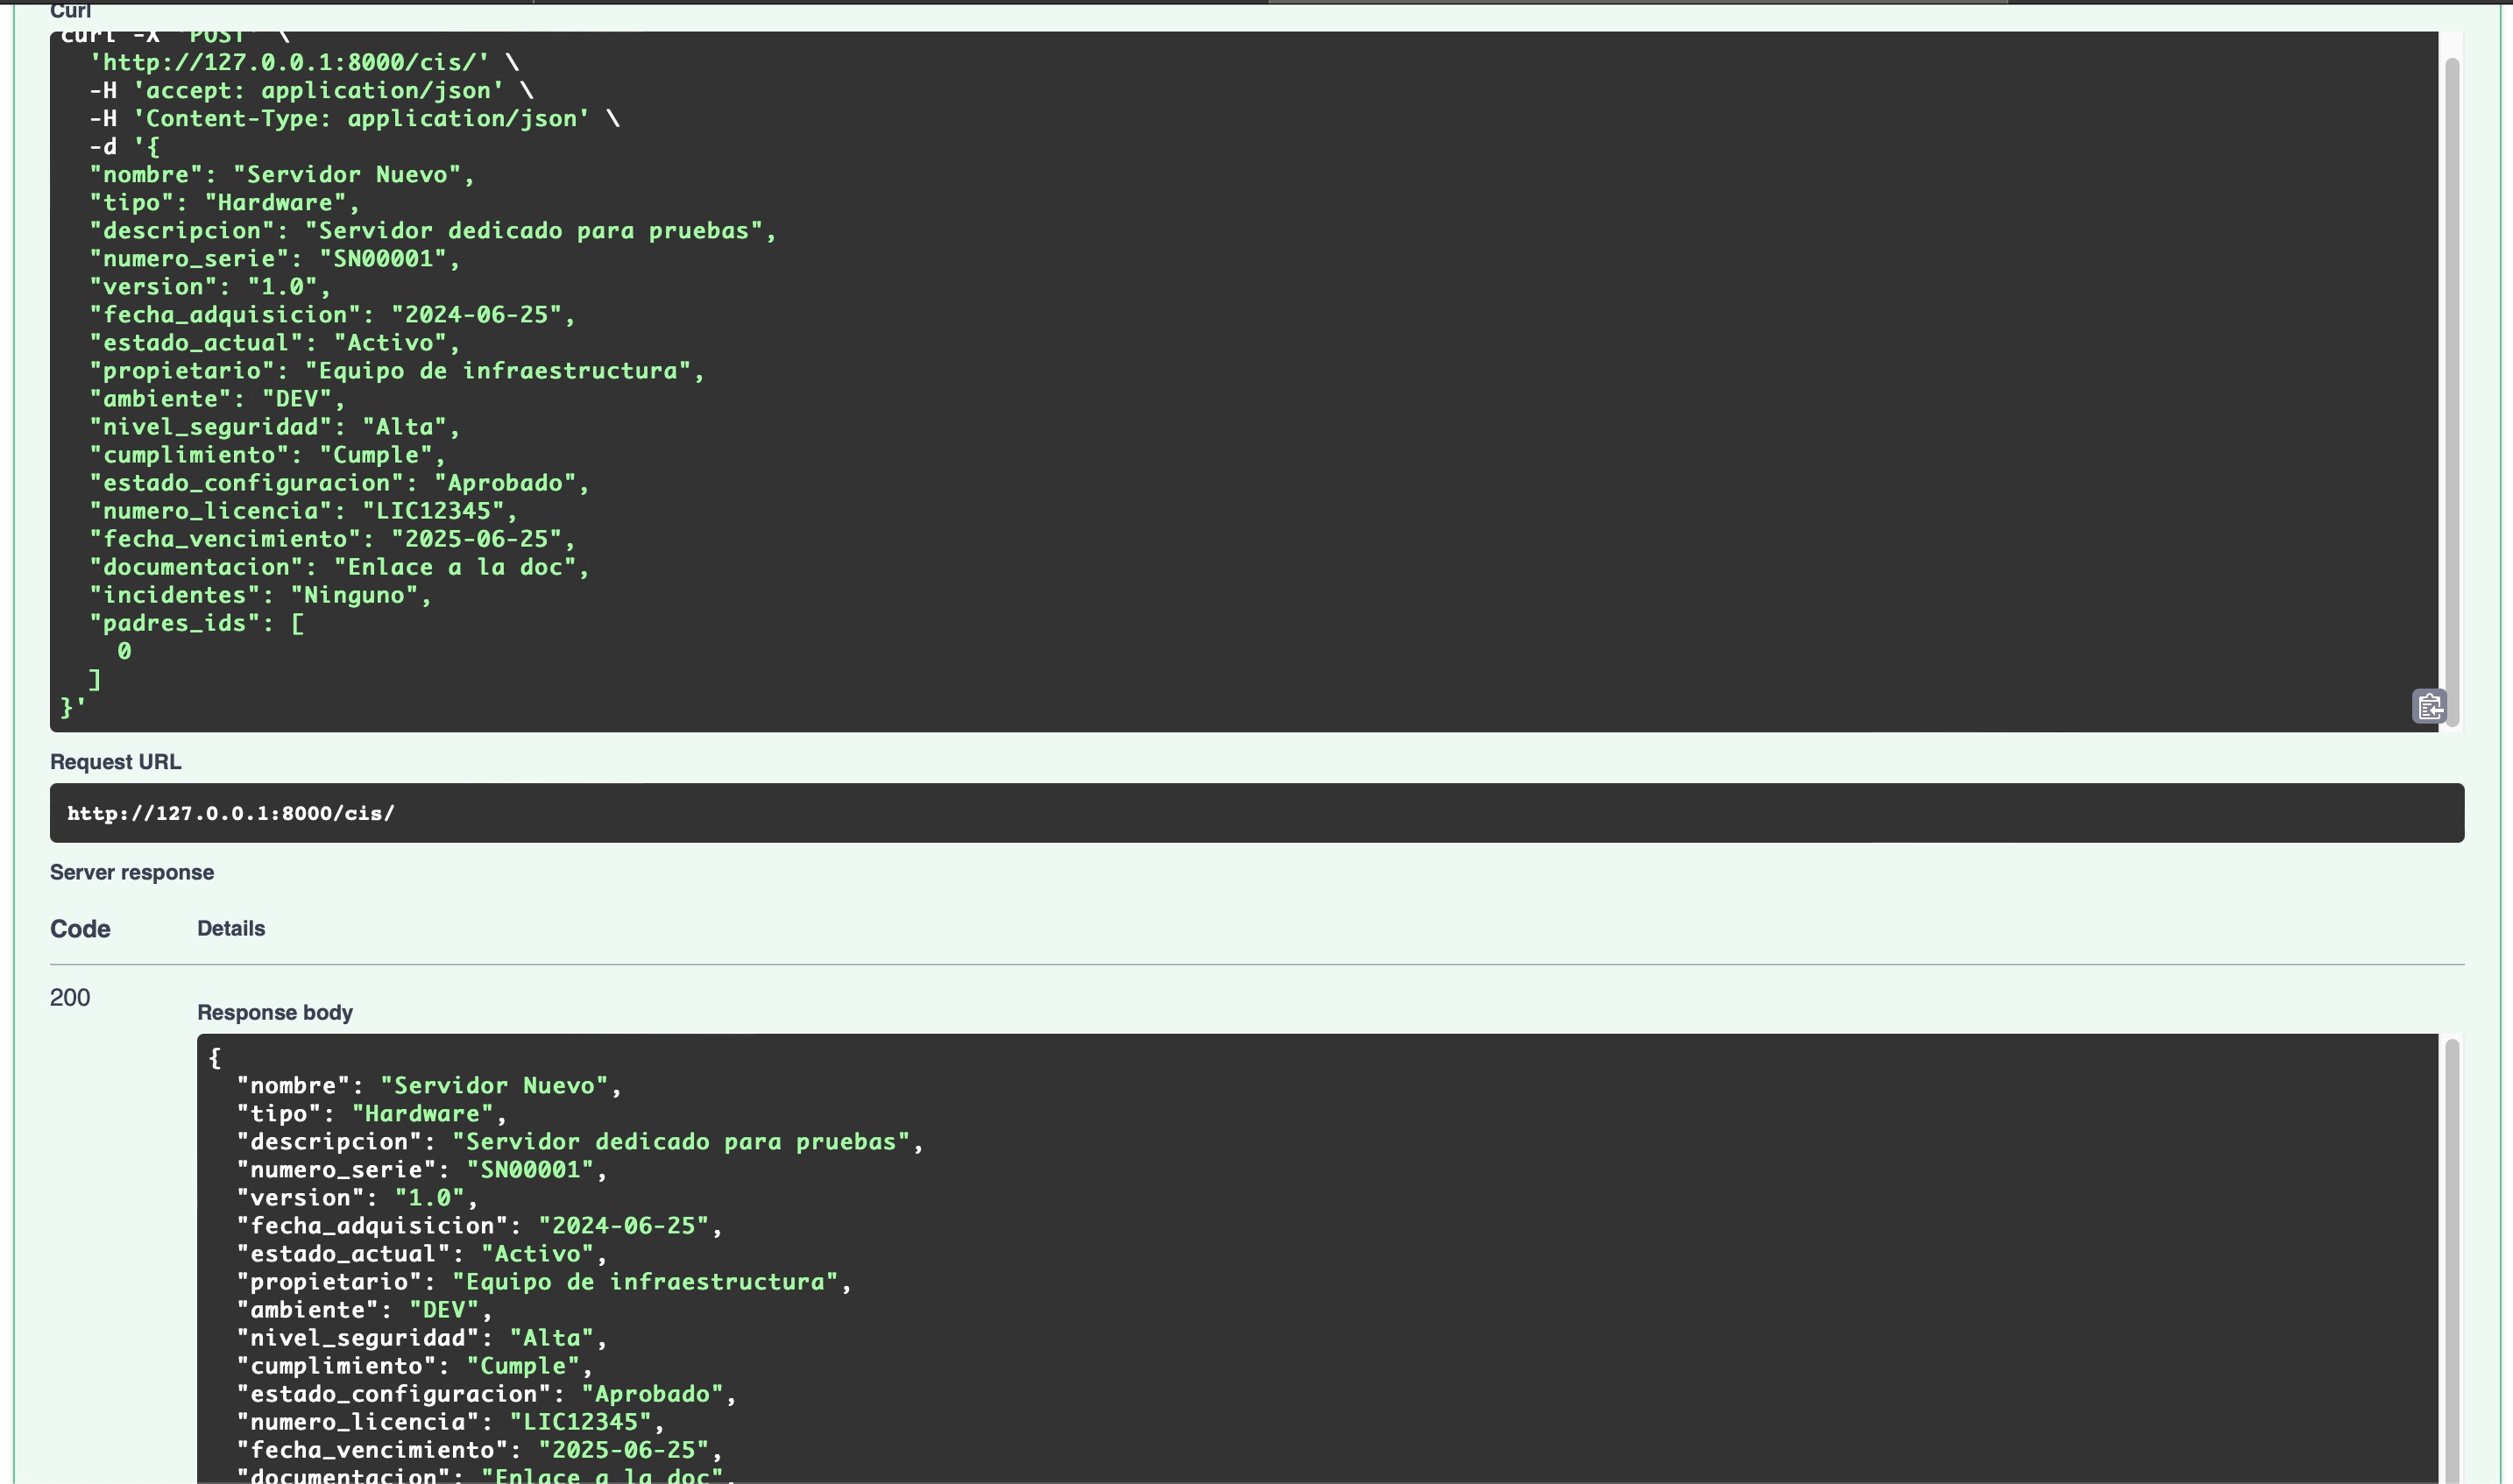 Curl
curl -X 'POST' \
  'http://127.0.0.1:8000/cis/' \
  -H 'accept: application/json' \
  -H 'Content-Type: application/json' \
  -d '{
  "nombre": "Servidor Nuevo",
  "tipo": "Hardware",
  "descripcion": "Servidor dedicado para pruebas",
  "numero_serie": "SN00001",
  "version": "1.0",
  "fecha_adquisicion": "2024-06-25",
  "estado_actual": "Activo",
  "propietario": "Equipo de infraestructura",
  "ambiente": "DEV",
  "nivel_seguridad": "Alta",
  "cumplimiento": "Cumple",
  "estado_configuracion": "Aprobado",
  "numero_licencia": "LIC12345",
  "fecha_vencimiento": "2025-06-25",
  "documentacion": "Enlace a la doc",
  "incidentes": "Ninguno",
  "padres_ids": [
    0
  ]
}'
Request URL
http://127.0.0.1:8000/cis/
Server response
Code Details
200
Response body
{
  "nombre": "Servidor Nuevo",
  "tipo": "Hardware",
  "descripcion": "Servidor dedicado para pruebas",
  "numero_serie": "SN00001",
  "version": "1.0",
  "fecha_adquisicion": "2024-06-25",
  "estado_actual": "Activo",
  "propietario": "Equipo de infraestructura",
  "ambiente": "DEV",
  "nivel_seguridad": "Alta",
  "cumplimiento": "Cumple",
  "estado_configuracion": "Aprobado",
  "numero_licencia": "LIC12345",
  "fecha_vencimiento": "2025-06-25",
  "documentacion": "Enlace a la doc",